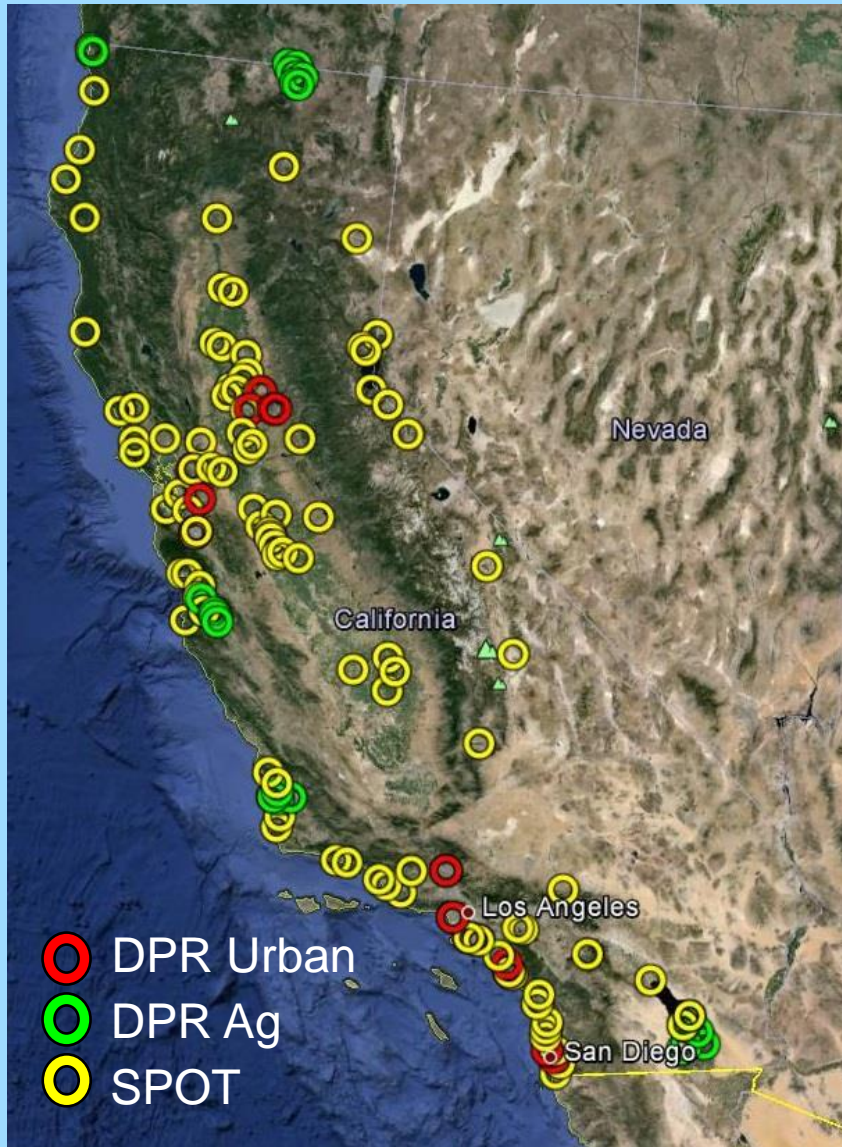 Nevada
California
Los Angeles
San Diego
DPR Urban
DPR Ag
SPOT